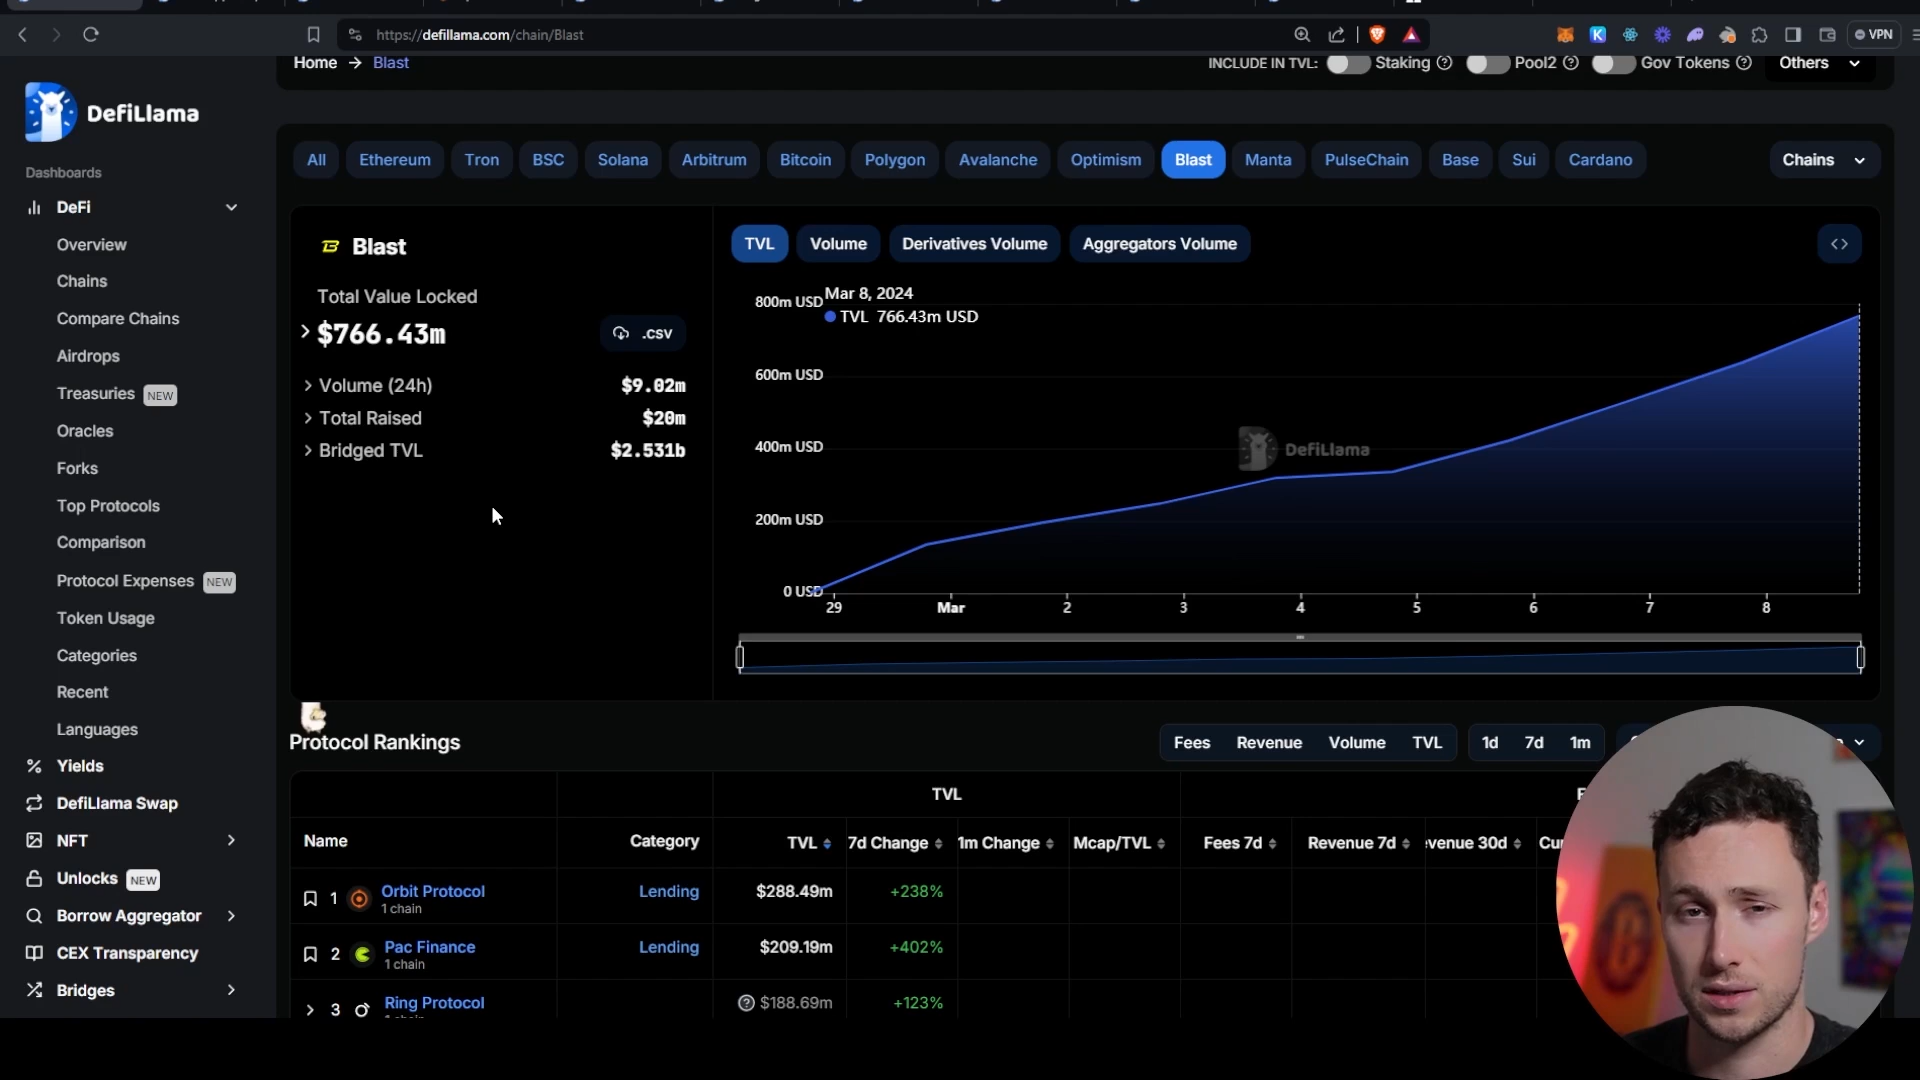 https://defillama.com/chain/Blast
VPN
Home → Blast
INCLUDE IN TVL: Staking Pool2 Gov Tokens Others
DefiLlama
All Ethereum Tron BSC Solana Arbitrum Bitcoin Polygon Avalanche Optimism Blast Manta PulseChain Base Sui Cardano Chains
Dashboards
DeFi
Overview
Chains
Compare Chains
Airdrops
Treasuries NEW
Oracles
Forks
Top Protocols
Comparison
Protocol Expenses NEW
Token Usage
Categories
Recent
Languages
Yields
DefiLlama Swap
NFT
Unlocks NEW
Borrow Aggregator
CEX Transparency
Bridges
Blast
Total Value Locked
$766.43m
.csv
Volume (24h) $9.02m
Total Raised $20m
Bridged TVL $2.531b
TVL Volume Derivatives Volume Aggregators Volume
Mar 8, 2024
TVL 766.43m USD
800m USD
600m USD
400m USD
200m USD
0 USD
DefiLlama
29 Mar 2 3 4 5 6 7 8
Protocol Rankings
Fees Revenue Volume TVL 1d 7d 1m
TVL
Name Category TVL 7d Change 1m Change Mcap/TVL Fees 7d Revenue 7d
1 Orbit Protocol Lending $288.49m +238%
1 chain
2 Pac Finance Lending $209.19m +402%
1 chain
3 Ring Protocol $188.69m +123%